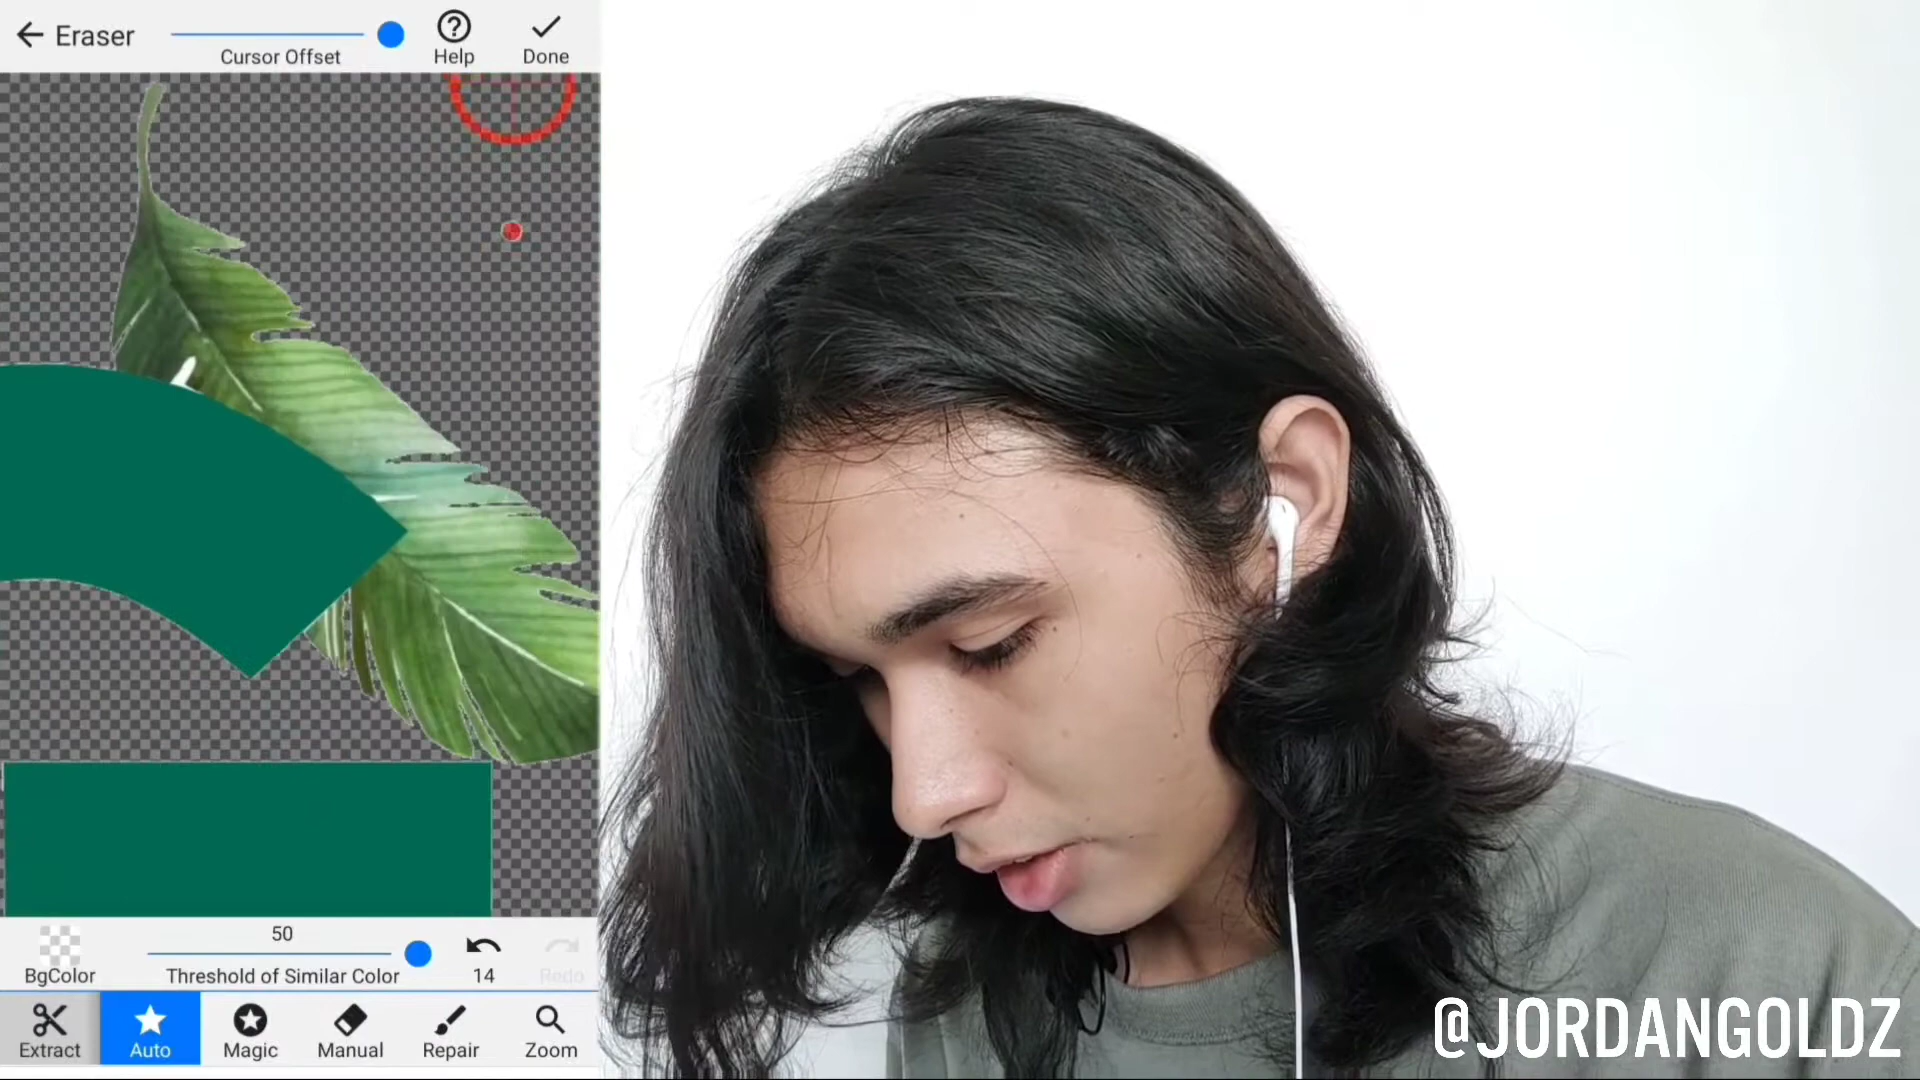 Eraser
Cursor Offset
Help
Done
BgColor
50
Threshold of Similar Color
14
Redo
Extract
Auto
Magic
Manual
Repair
Zoom
@JORDANGOLDZ